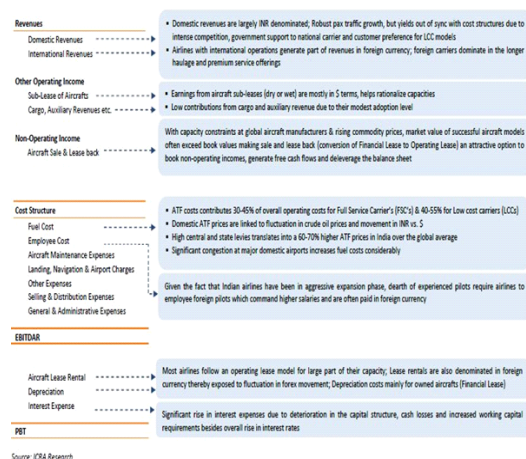 Revenues
Domestic Revenues
International Revenues
• Domestic revenues are largely INR denominated; Robust pax traffic growth, but yields out of sync with cost structures due to
intense competition, government support to national carrier and customer preference for LCC models
• Airlines with international operations generate part of revenues in foreign currency; foreign carriers dominate in the longer
haulage and premium service offerings
Other Operating Income
Sub-Lease of Aircrafts
Cargo, Auxiliary Revenues etc.
• Earnings from aircraft sub-leases (dry or wet) are mostly in $ terms, helps rationalize capacities
• Low contributions from cargo and auxiliary revenue due to their modest adoption level
Non-Operating Income
Aircraft Sale & Lease back
With capacity constraints at global aircraft manufacturers & rising commodity prices, market value of successful aircraft models
often exceed book values making sale and lease back (conversion of Financial Lease to Operating Lease) an attractive option to
book non-operating incomes, generate free cash flows and deleverage the balance sheet
Cost Structure
Fuel Cost
Employee Cost
Aircraft Maintenance Expenses
Landing, Navigation & Airport Charges
Other Expenses
Selling & Distribution Expenses
General & Administrative Expenses
• ATF costs contributes 30-45% of overall operating costs for Full Service Carrier's (FSC's) & 40-55% for Low cost carriers (LCCs)
• Domestic ATF prices are linked to fluctuation in crude oil prices and movement in INR vs. $
• High central and state levies translates into a 60-70% higher ATF prices in India over the global average
• Significant congestion at major domestic airports increases fuel costs considerably
Given the fact that Indian airlines have been in aggressive expansion phase, dearth of experienced pilots require airlines to
employee foreign pilots which command higher salaries and are often paid in foreign currency
EBITDAR
Aircraft Lease Rental
Depreciation
Interest Expense
Most airlines follow an operating lease model for large part of their capacity; Lease rentals are also denominated in foreign
currency thereby exposed to fluctuation in forex movement; Depreciation costs mainly for owned aircrafts (Financial Lease)
Significant rise in interest expenses due to deterioration in the capital structure, cash losses and increased working capital
requirements besides overall rise in interest rates
PBT
Source: ICRA Research